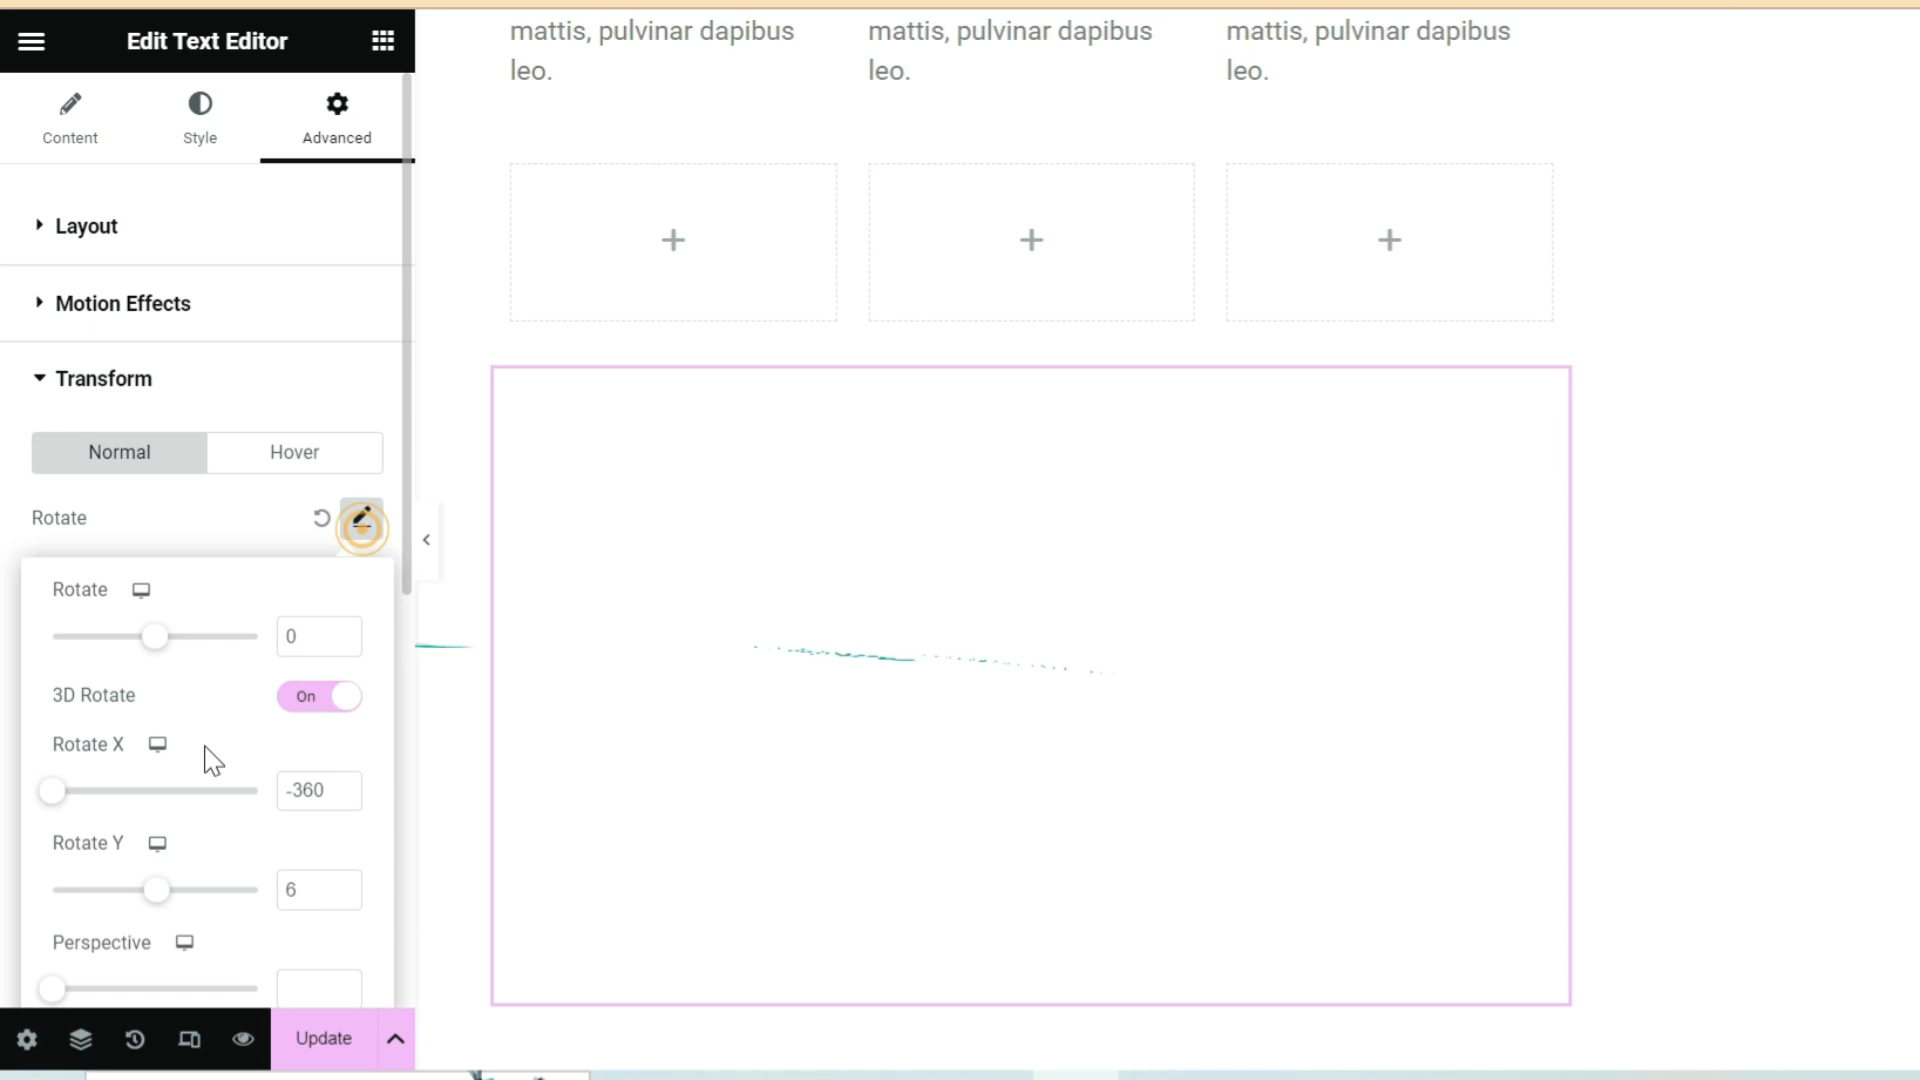 Edit Text Editor
Content
Style
Advanced
Layout
Motion Effects
Transform
Normal
Hover
Rotate
Rotate
0
3D Rotate
On
Rotate X
-360
Rotate Y
6
Perspective
Update
mattis, pulvinar dapibus
leo.
mattis, pulvinar dapibus
leo.
mattis, pulvinar dapibus
leo.